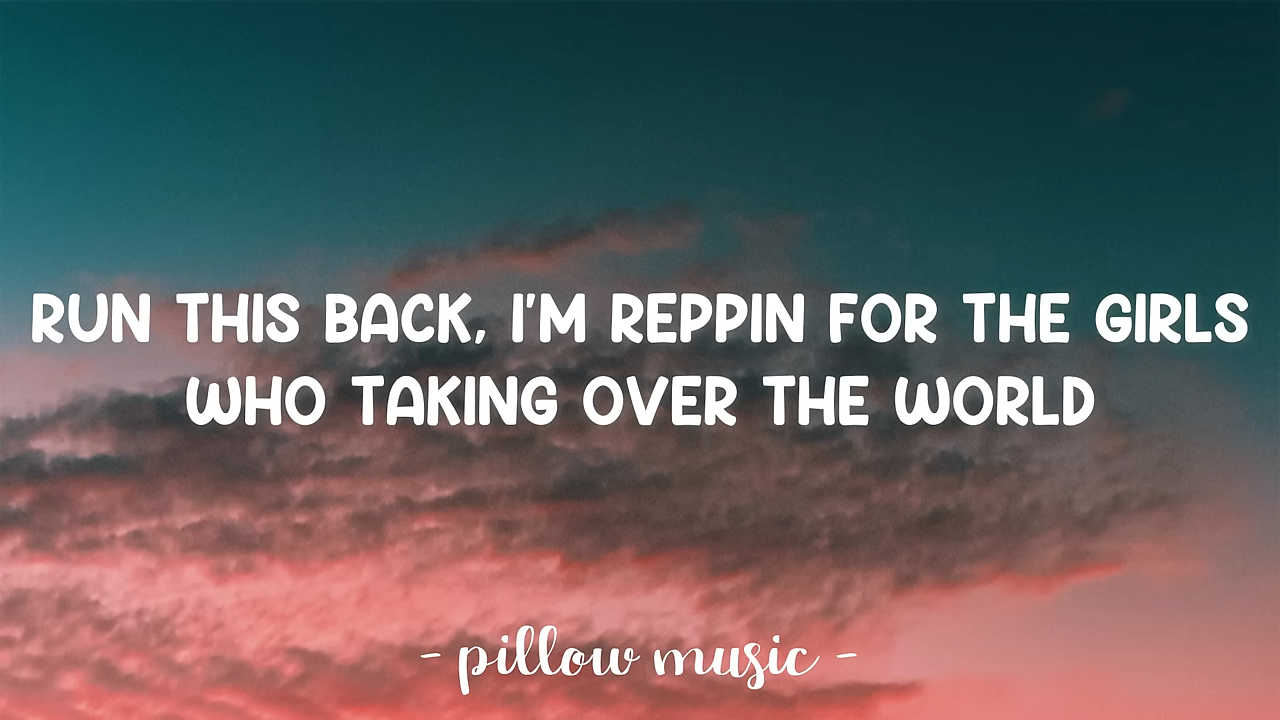 RUN THIS BACK, I'M REPPIN FOR THE GIRLS
WHO TAKING OVER THE WORLD
- pillow music -